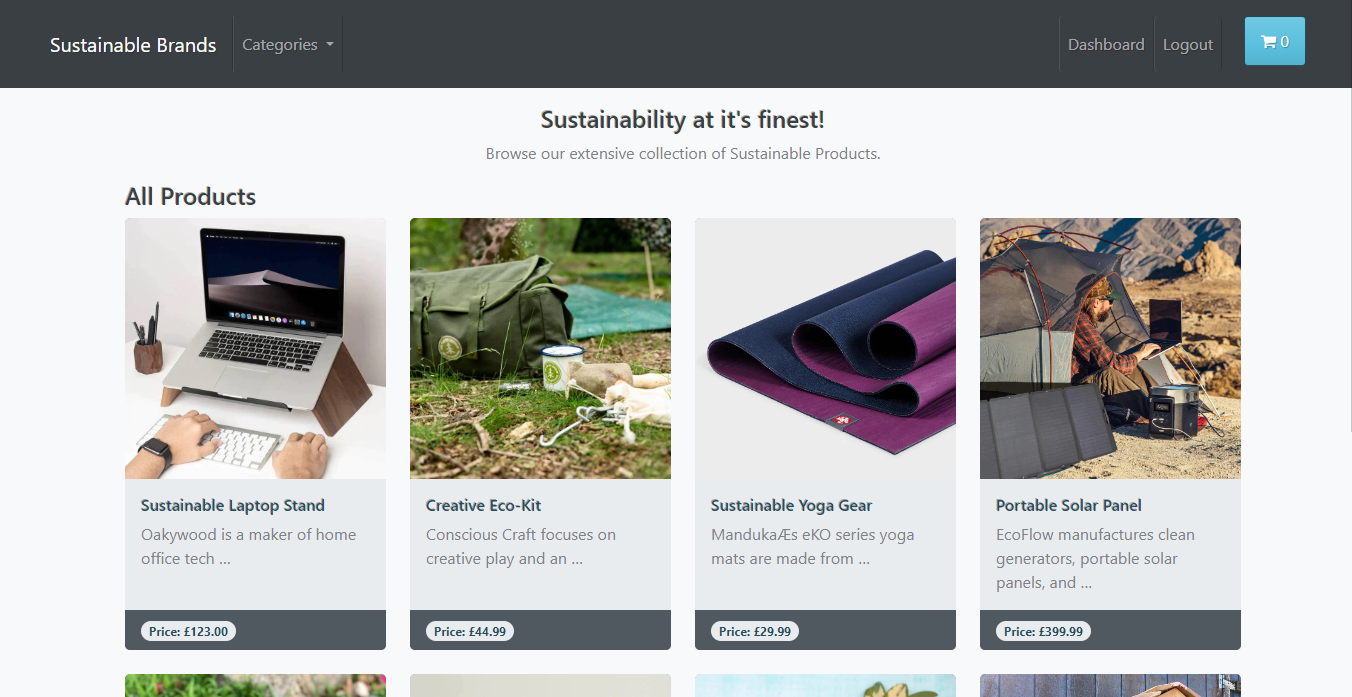 Sustainable Brands
Categories
Dashboard
Logout
0
Sustainability at it's finest!
Browse our extensive collection of Sustainable Products.
All Products
Sustainable Laptop Stand
Oakywood is a maker of home
office tech ...
Price: £123.00
Creative Eco-Kit
Conscious Craft focuses on
creative play and an ...
Price: £44.99
Sustainable Yoga Gear
MandukaÆs eKO series yoga
mats are made from ...
Price: £29.99
Portable Solar Panel
EcoFlow manufactures clean
generators, portable solar
panels, and ...
Price: £399.99